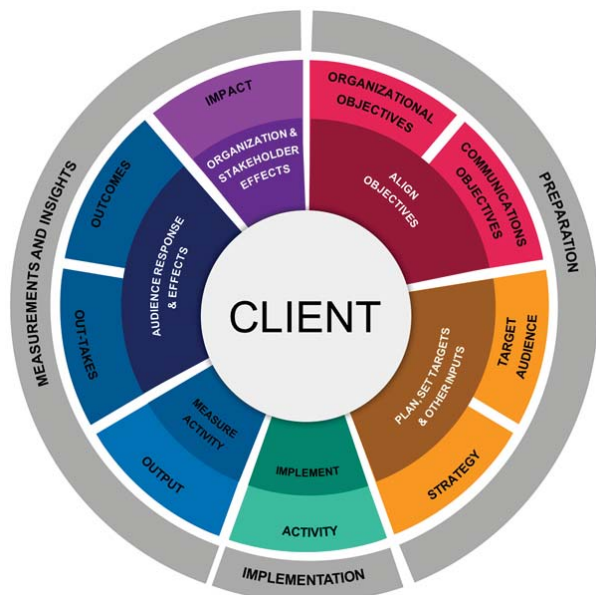 PREPARATION
ORGANIZATIONAL
OBJECTIVES
COMMUNICATIONS
OBJECTIVES
ALIGN
OBJECTIVES
TARGET
AUDIENCE
STRATEGY
PLAN, SET TARGETS
& OTHER INPUTS
IMPLEMENTATION
ACTIVITY
IMPLEMENT
MEASUREMENTS AND INSIGHTS
OUTPUT
MEASURE
ACTIVITY
OUT-TAKES
OUTCOMES
AUDIENCE RESPONSE
& EFFECTS
IMPACT
ORGANIZATION &
STAKEHOLDER
EFFECTS
CLIENT